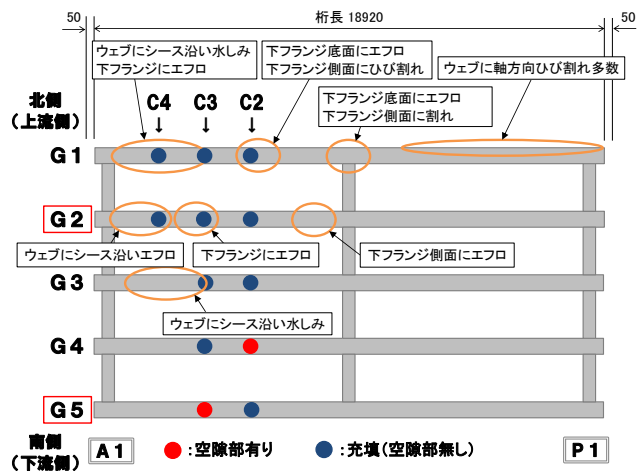 50
桁長 18920
50
ウェブにシース沿い水しみ
下フランジにエフロ
下フランジ底面にエフロ
下フランジ側面にひび割れ
ウェブに軸方向ひび割れ多数
下フランジ底面にエフロ
下フランジ側面に割れ
北側
(上流側)
C4 C3 C2
↓ ↓ ↓
G1
G2
ウェブにシース沿いエフロ
下フランジにエフロ
下フランジ側面にエフロ
G3
ウェブにシース沿い水しみ
G4
G5
南側
(下流側)
A1
:空隙部有り
:充填(空隙部無し)
P1